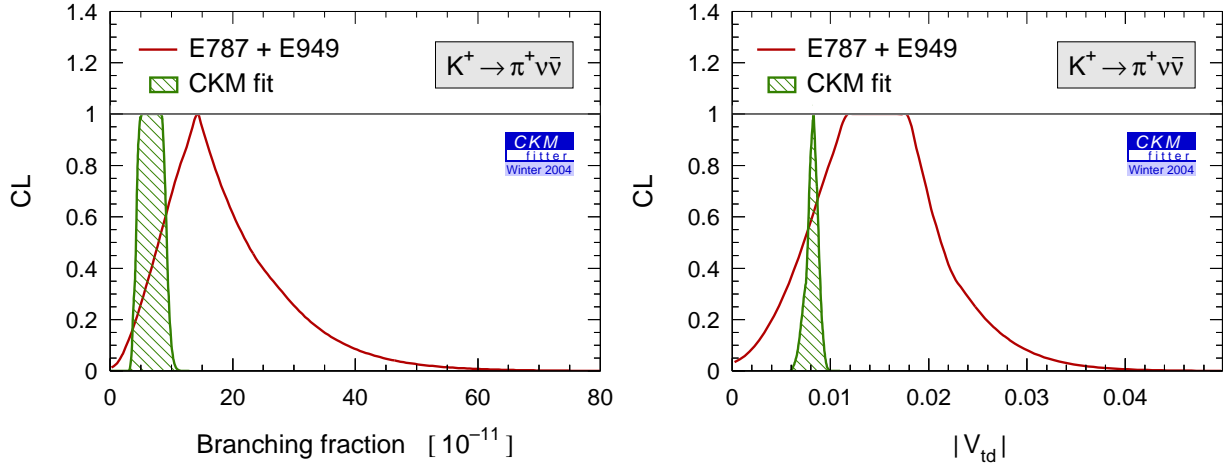 1.4
1.2
1
0.8
0.6
0.4
0.2
0
CL
E787 + E949
CKM fit
K⁺ → π⁺νν̄
CKM
fitter
Winter 2004
0 20 40 60 80
Branching fraction [10⁻¹¹]
1.4
1.2
1
0.8
0.6
0.4
0.2
0
CL
E787 + E949
CKM fit
K⁺ → π⁺νν̄
CKM
fitter
Winter 2004
0 0.01 0.02 0.03 0.04
|V_td|